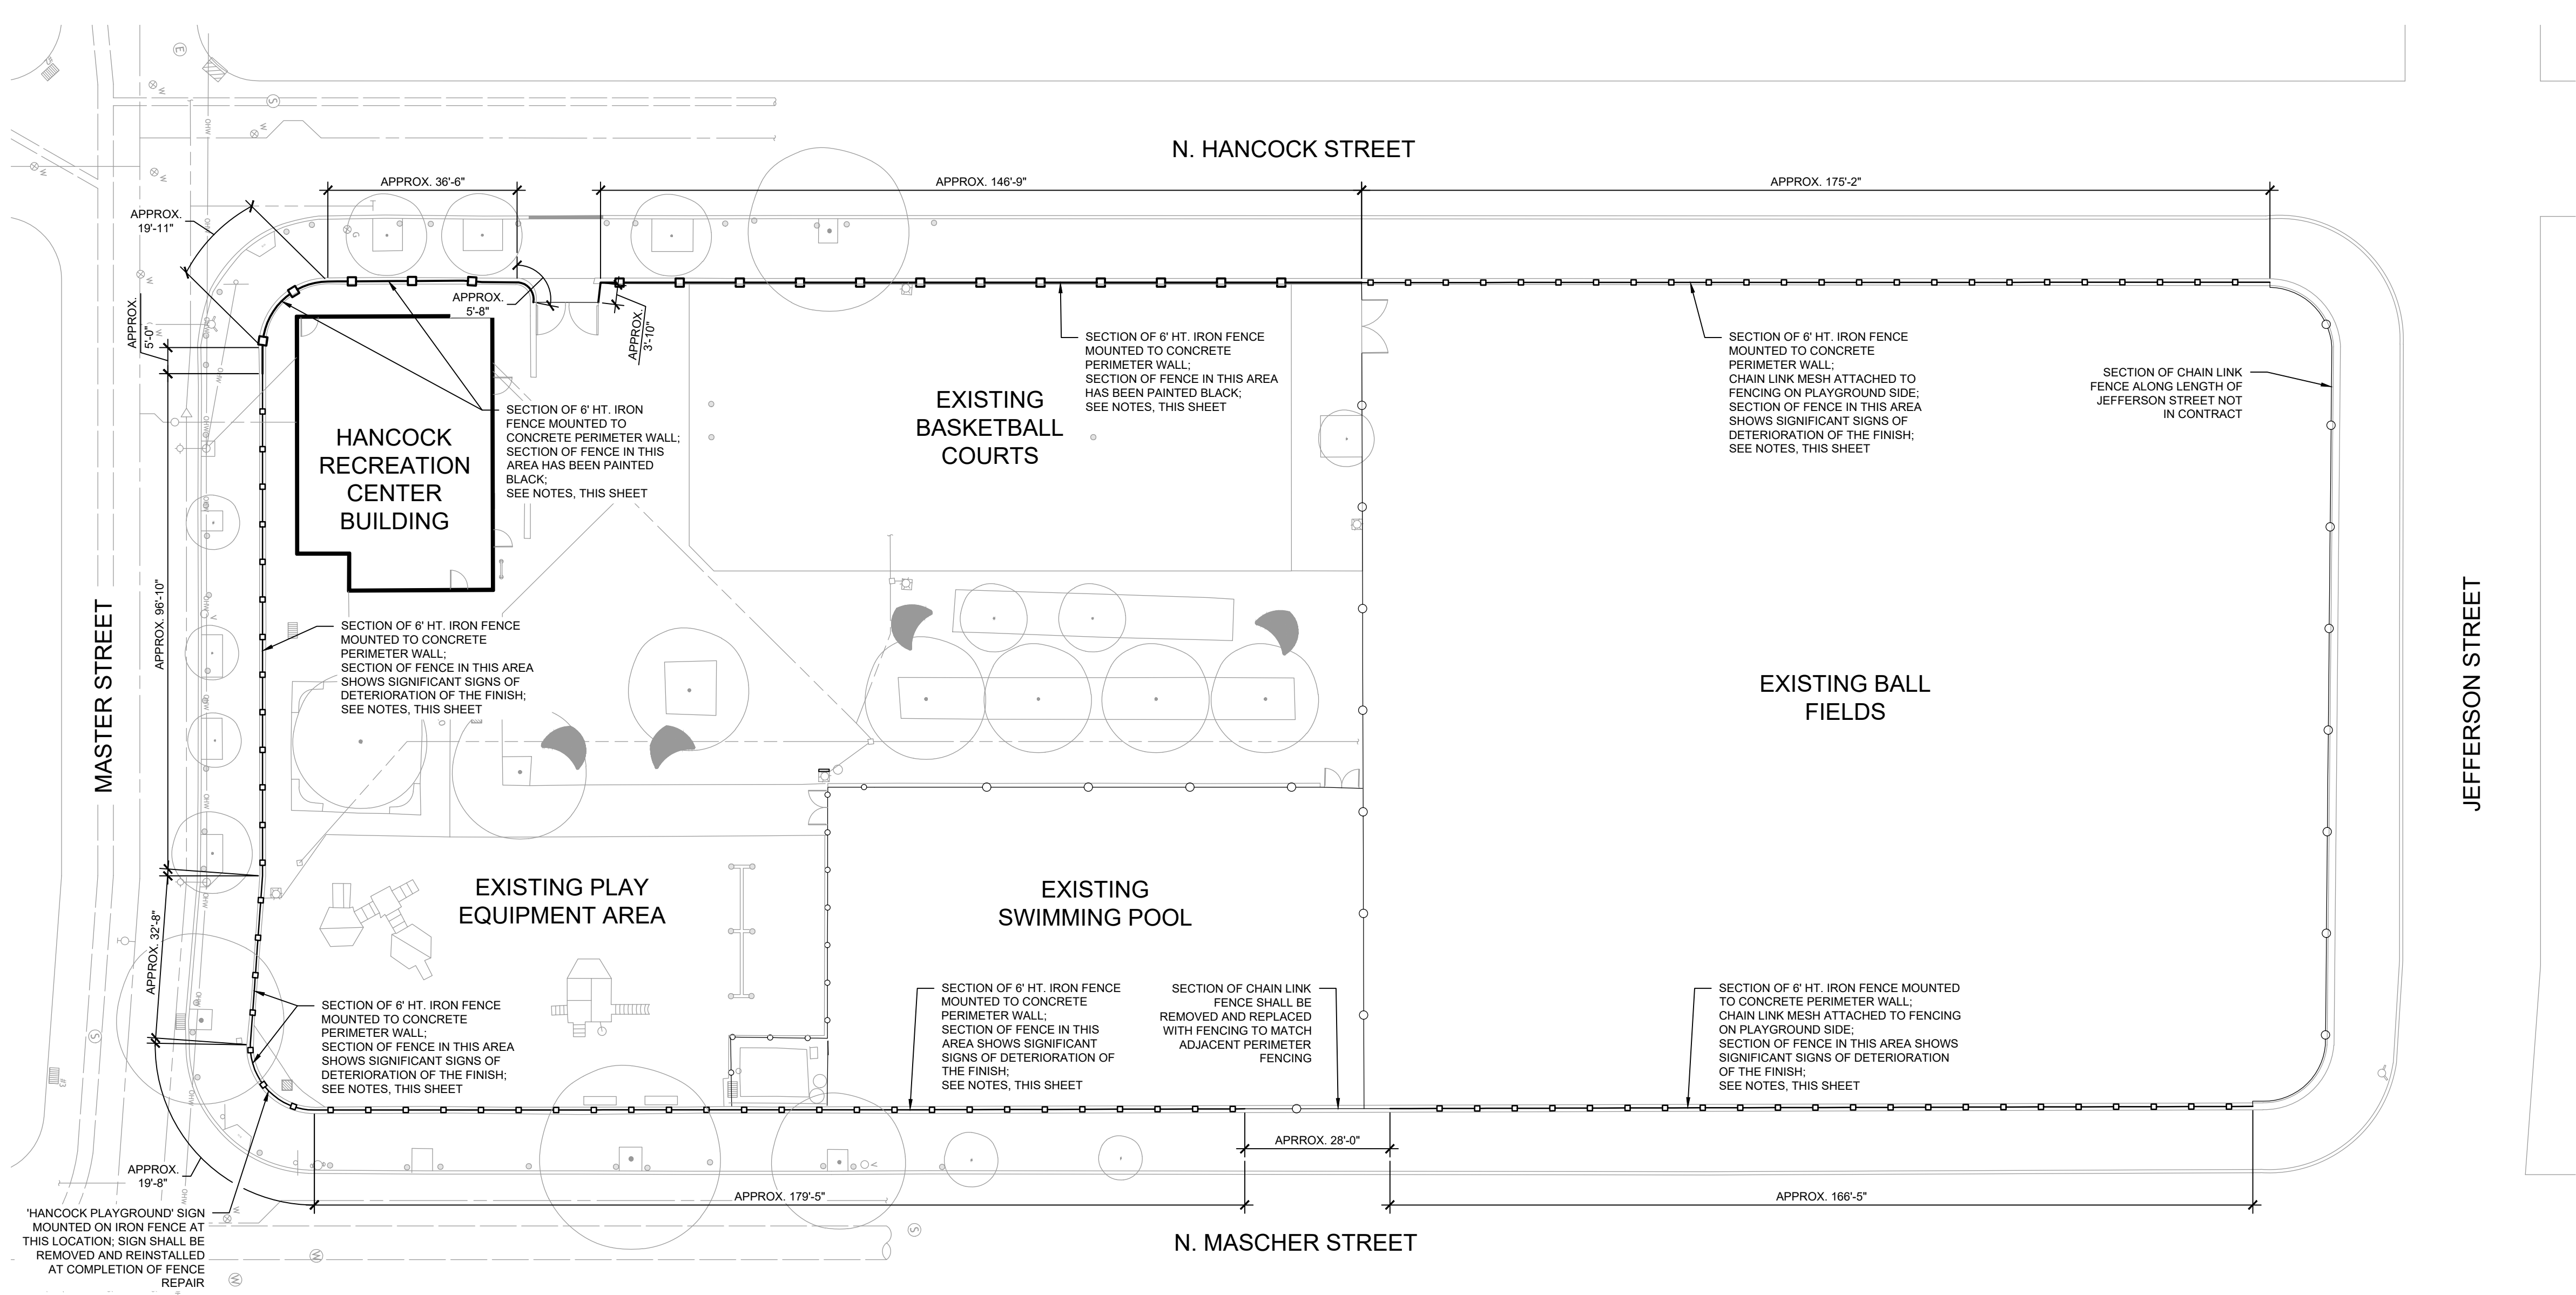 N. HANCOCK STREET
APPROX. 36'-6"
APPROX. 146'-9"
APPROX. 175'-2"
APPROX.
19'-11"
APPROX.
5'-0"
APPROX.
5'-8"
APPROX.
3'-10"
SECTION OF 6' HT. IRON FENCE
MOUNTED TO CONCRETE
PERIMETER WALL;
SECTION OF FENCE IN THIS AREA
HAS BEEN PAINTED BLACK;
SEE NOTES, THIS SHEET
SECTION OF 6' HT. IRON FENCE
MOUNTED TO CONCRETE
PERIMETER WALL;
CHAIN LINK MESH ATTACHED TO
FENCING ON PLAYGROUND SIDE;
SECTION OF FENCE IN THIS AREA
SHOWS SIGNIFICANT SIGNS OF
DETERIORATION OF THE FINISH;
SEE NOTES, THIS SHEET
SECTION OF CHAIN LINK
FENCE ALONG LENGTH OF
JEFFERSON STREET NOT
IN CONTRACT
EXISTING
BASKETBALL
COURTS
HANCOCK
RECREATION
CENTER
BUILDING
SECTION OF 6' HT. IRON
FENCE MOUNTED TO
CONCRETE PERIMETER WALL;
SECTION OF FENCE IN THIS
AREA HAS BEEN PAINTED
BLACK;
SEE NOTES, THIS SHEET
MASTER STREET
APPROX. 96'-10"
SECTION OF 6' HT. IRON FENCE
MOUNTED TO CONCRETE
PERIMETER WALL;
SECTION OF FENCE IN THIS AREA
SHOWS SIGNIFICANT SIGNS OF
DETERIORATION OF THE FINISH;
SEE NOTES, THIS SHEET
EXISTING BALL
FIELDS
JEFFERSON STREET
EXISTING PLAY
EQUIPMENT AREA
EXISTING
SWIMMING POOL
APPROX. 32'-8"
SECTION OF 6' HT. IRON FENCE
MOUNTED TO CONCRETE
PERIMETER WALL;
SECTION OF FENCE IN THIS AREA
SHOWS SIGNIFICANT SIGNS OF
DETERIORATION OF THE FINISH;
SEE NOTES, THIS SHEET
SECTION OF 6' HT. IRON FENCE
MOUNTED TO CONCRETE
PERIMETER WALL;
SECTION OF FENCE IN THIS
AREA SHOWS SIGNIFICANT
SIGNS OF DETERIORATION OF
THE FINISH;
SEE NOTES, THIS SHEET
SECTION OF CHAIN LINK
FENCE SHALL BE
REMOVED AND REPLACED
WITH FENCING TO MATCH
ADJACENT PERIMETER
FENCING
SECTION OF 6' HT. IRON FENCE MOUNTED
TO CONCRETE PERIMETER WALL;
CHAIN LINK MESH ATTACHED TO FENCING
ON PLAYGROUND SIDE;
SECTION OF FENCE IN THIS AREA SHOWS
SIGNIFICANT SIGNS OF DETERIORATION
OF THE FINISH;
SEE NOTES, THIS SHEET
APRROX. 28'-0"
APPROX.
19'-8"
APPROX. 179'-5"
APPROX. 166'-5"
'HANCOCK PLAYGROUND' SIGN
MOUNTED ON IRON FENCE AT
THIS LOCATION; SIGN SHALL BE
REMOVED AND REINSTALLED
AT COMPLETION OF FENCE
REPAIR
N. MASCHER STREET